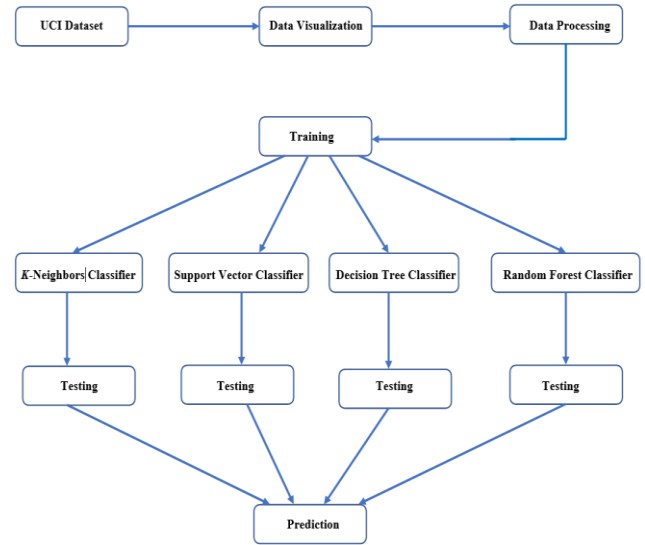 UCI Dataset
Data Visualization
Data Processing
Training
K-Neighbors Classifier
Support Vector Classifier
Decision Tree Classifier
Random Forest Classifier
Testing
Testing
Testing
Testing
Prediction